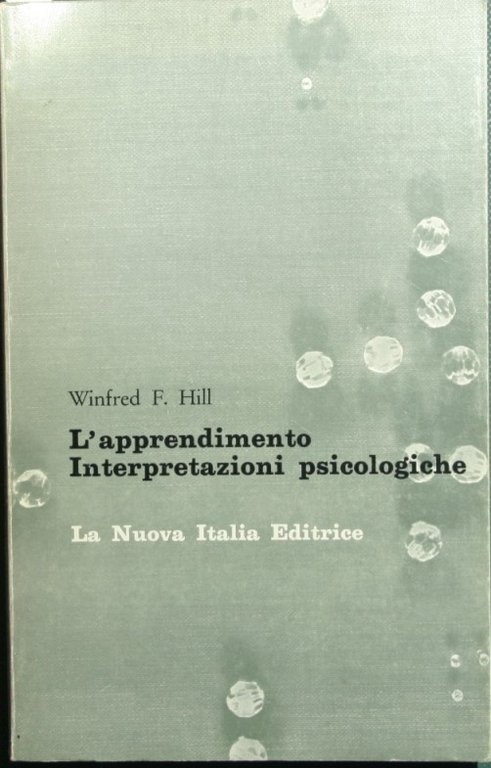 Winfred F. Hill
L'apprendimento
Interpretazioni psicologiche
La Nuova Italia Editrice